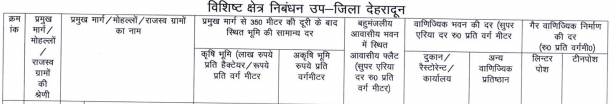 विशिष्ट क्षेत्र निबंधन उप–जिला देहरादून
क्रम
ांक
प्रमुख
मार्ग/
मोहल्लों
/
राजस्व
ग्रामों
की
श्रेणी
प्रमुख मार्ग/मोहल्लों/राजस्व ग्रामों
का नाम
प्रमुख मार्ग से 350 मीटर की दूरी के बाद
स्थित भूमि की सामान्य दर
कृषि भूमि (लाख रुपये
प्रति हैक्टेयर/रूपये
प्रति वर्ग मीटर
अकृषि भूमि
रुपये प्रति
वर्गमीटर
बहुमंजलीय
आवासीय भवन
में स्थित
आवासीय फ्लैट
(सुपर एरिया
दर रु0 प्रति वर्ग
मीटर)
वाणिज्यिक भवन की दर (सुपर
एरिया दर रु0 प्रति वर्ग मीटर
दुकान/
रैस्टोरेन्ट/
कार्यालय
अन्य
वाणिज्यिक
प्रतिष्ठान
गैर वाणिज्यिक निर्माण
की दर
(रु0 प्रति वर्गमी0)
लिन्टर
पोश
टीनपोश